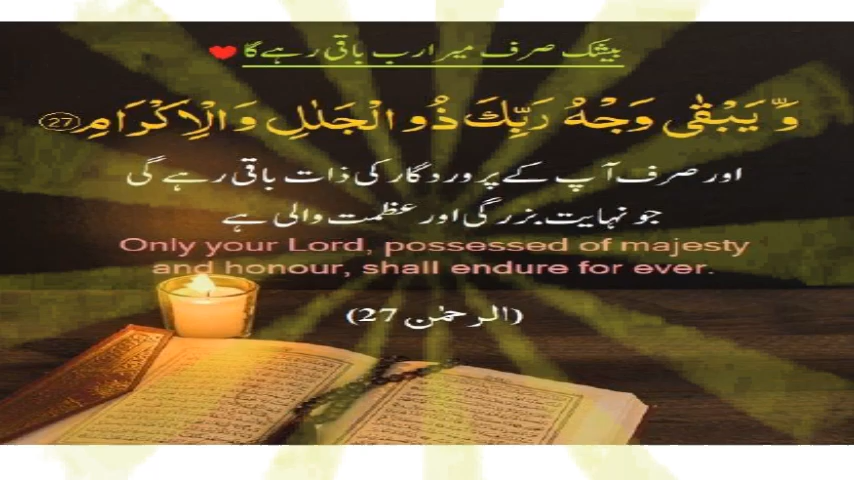 بیشک صرف میرا رب باقی رہے گا
وَّ يَبْقٰى وَجْهُ رَبِّكَ ذُو الْجَلٰلِ وَالْاِكْرَامِ ۝27
اور صرف آپ کے پروردگار کی ذات باقی رہے گی
جو نہایت بزرگی اور عظمت والی ہے
Only your Lord, possessed of majesty
and honour, shall endure for ever.
(الرحمٰن 27)